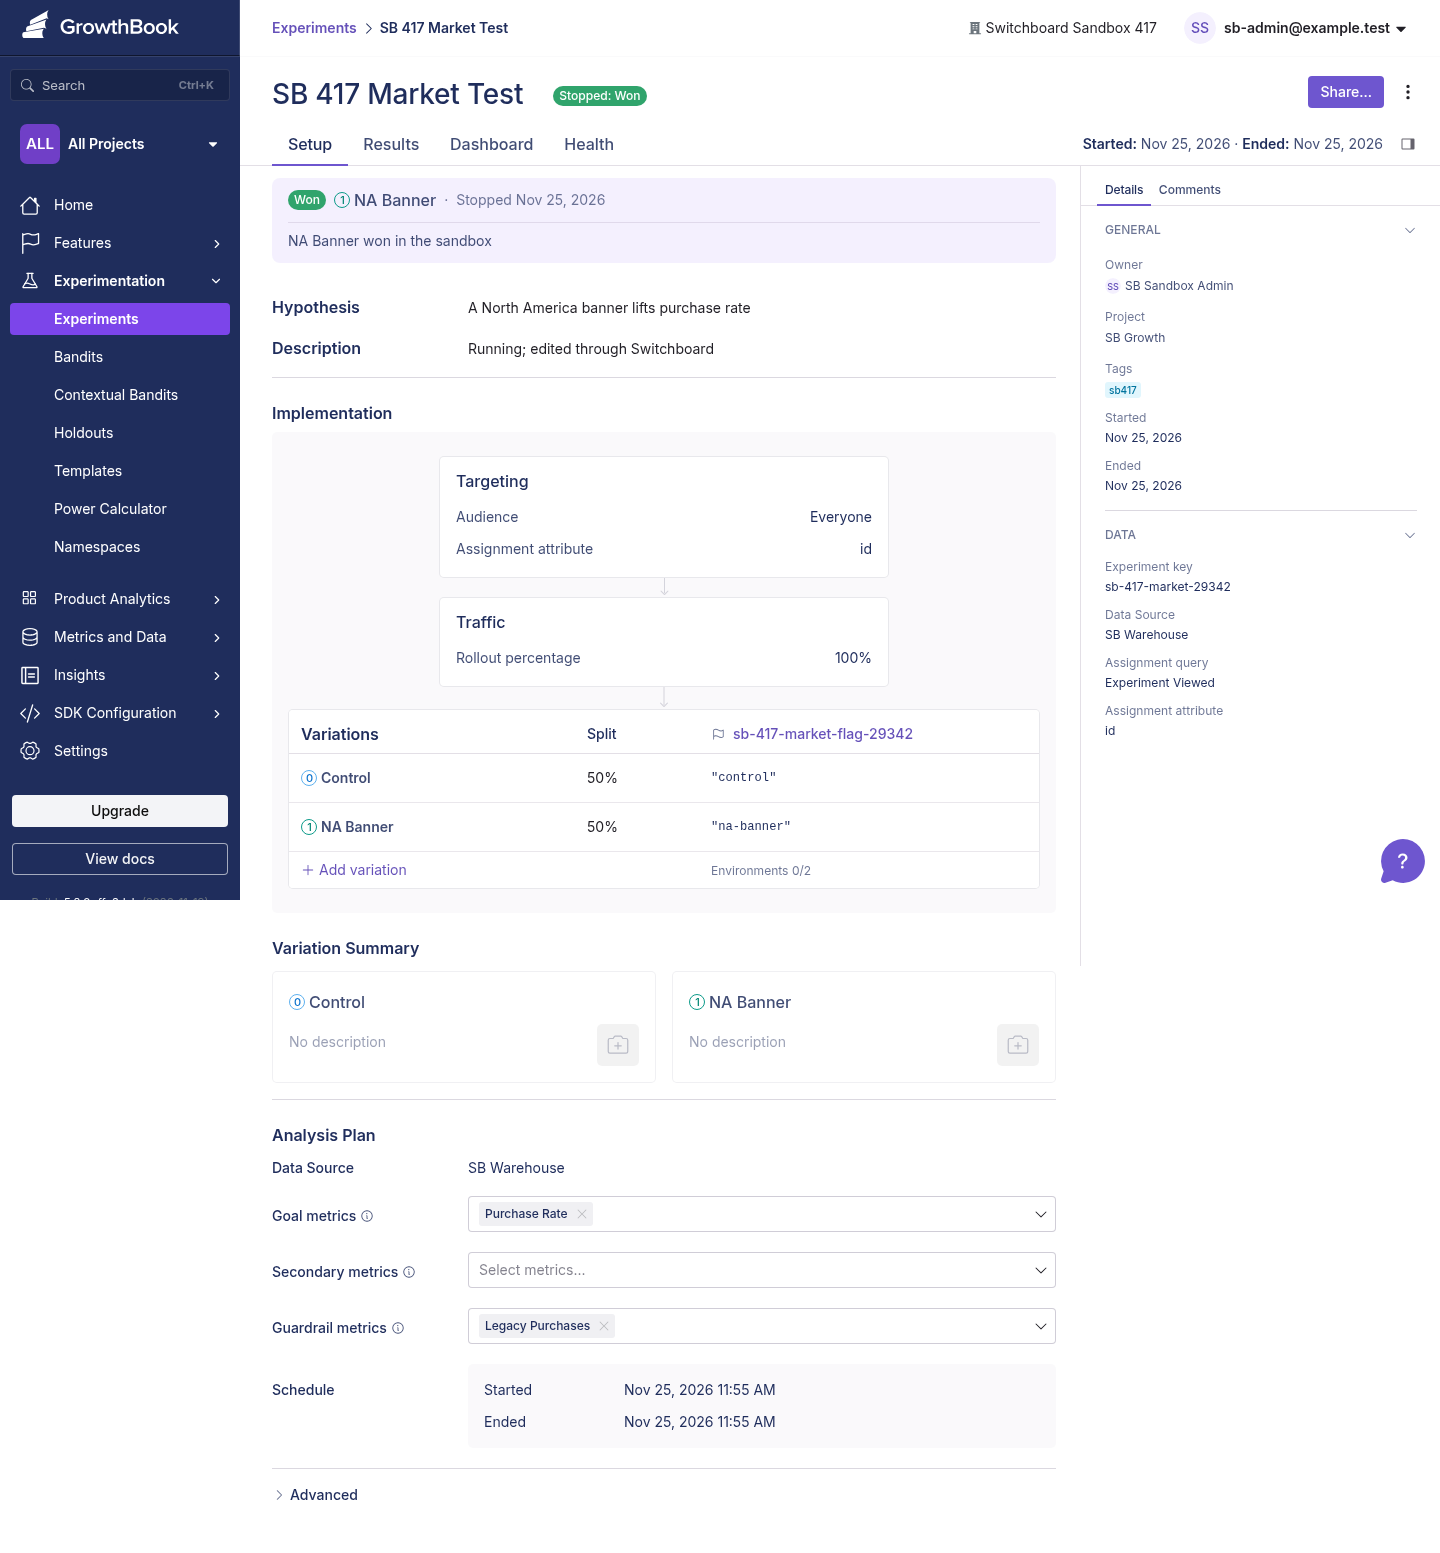 GrowthBook
Search Ctrl+K
ALL All Projects
Home
Features
Experimentation
Experiments
Bandits
Contextual Bandits
Holdouts
Templates
Power Calculator
Namespaces
Product Analytics
Metrics and Data
Insights
SDK Configuration
Settings
Upgrade
View docs
Experiments > SB 417 Market Test
Switchboard Sandbox 417
SS sb-admin@example.test
SB 417 Market Test
Stopped: Won
Share...
Setup Results Dashboard Health
Started: Nov 25, 2026 · Ended: Nov 25, 2026
Won 1 NA Banner · Stopped Nov 25, 2026
NA Banner won in the sandbox
Hypothesis A North America banner lifts purchase rate
Description Running; edited through Switchboard
Implementation
Targeting
Audience Everyone
Assignment attribute id
Traffic
Rollout percentage 100%
Variations Split sb-417-market-flag-29342
0 Control 50% "control"
1 NA Banner 50% "na-banner"
+ Add variation Environments 0/2
Variation Summary
0 Control
No description
1 NA Banner
No description
Analysis Plan
Data Source SB Warehouse
Goal metrics Purchase Rate
Secondary metrics Select metrics...
Guardrail metrics Legacy Purchases
Schedule
Started Nov 25, 2026 11:55 AM
Ended Nov 25, 2026 11:55 AM
Advanced
Details Comments
GENERAL
Owner
SS SB Sandbox Admin
Project
SB Growth
Tags
sb417
Started
Nov 25, 2026
Ended
Nov 25, 2026
DATA
Experiment key
sb-417-market-29342
Data Source
SB Warehouse
Assignment query
Experiment Viewed
Assignment attribute
id
?